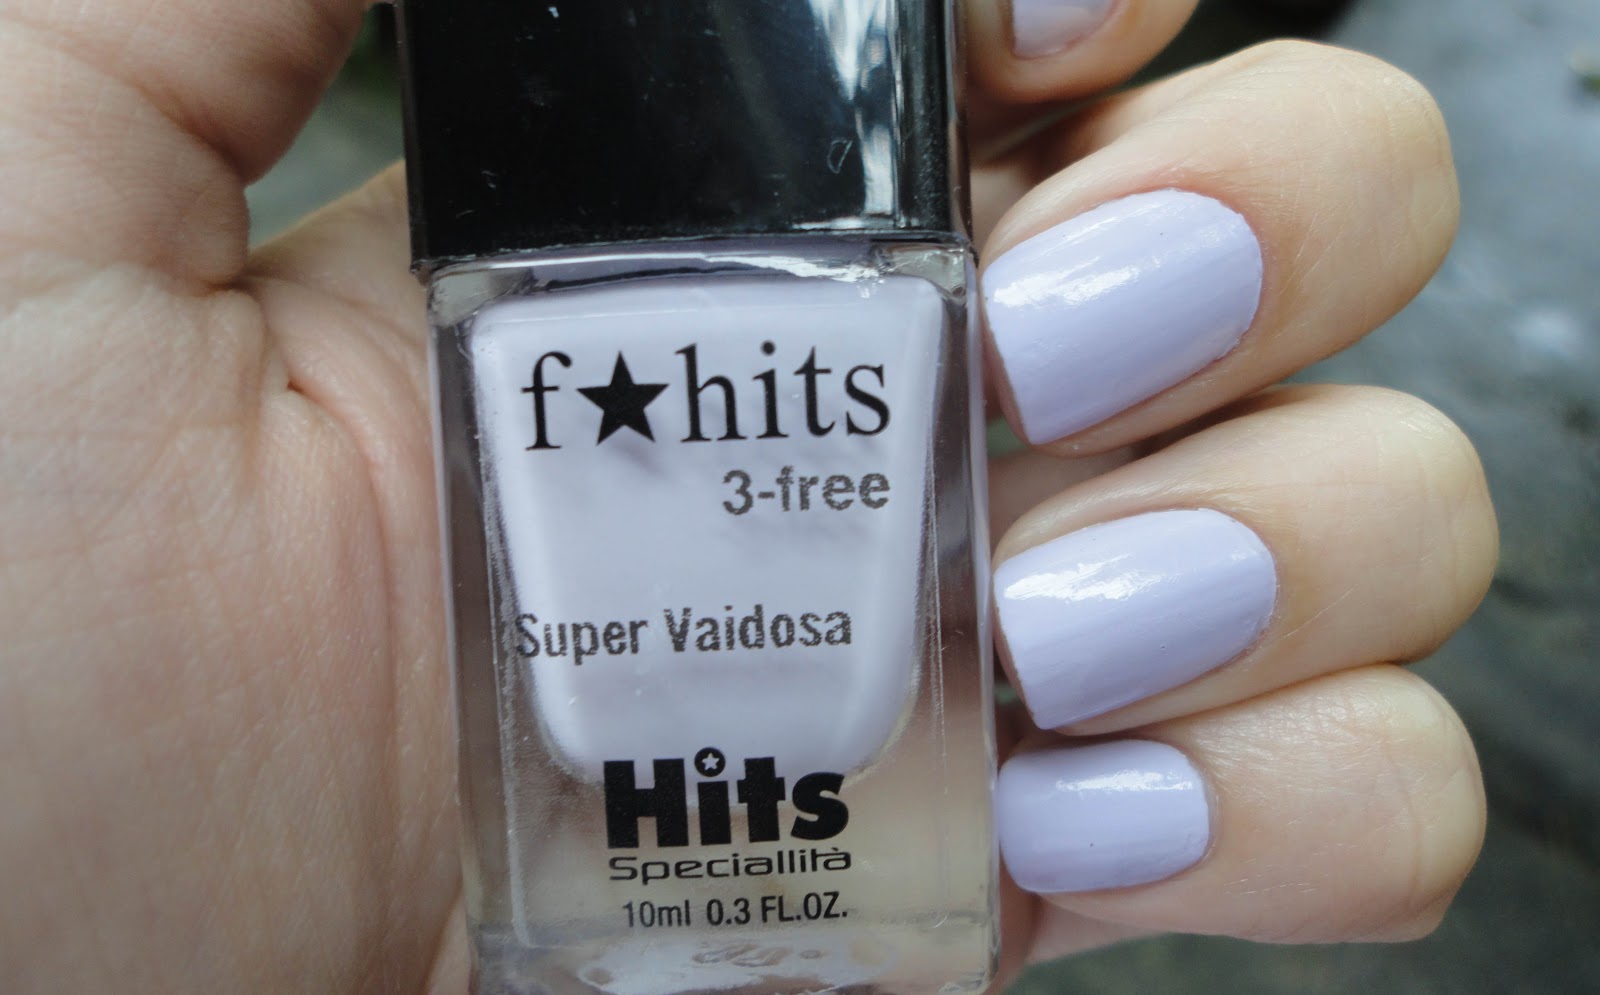 f★hits
3-free
Super Vaidosa
Hits
Speciallità
10ml 0.3 FL.OZ.